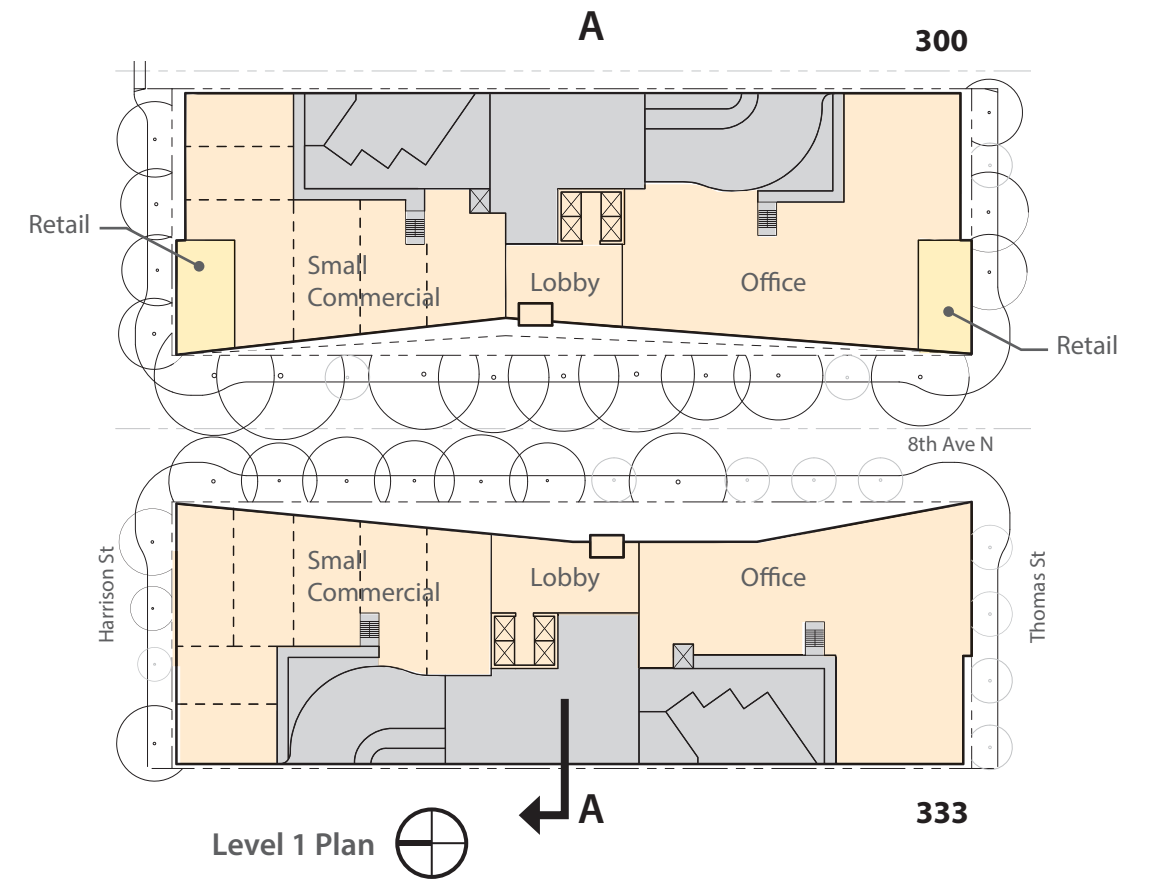 A
300
Retail
Small
Commercial
Lobby
Office
Retail
8th Ave N
Harrison St
Small
Commercial
Lobby
Office
Thomas St
A
333
Level 1 Plan